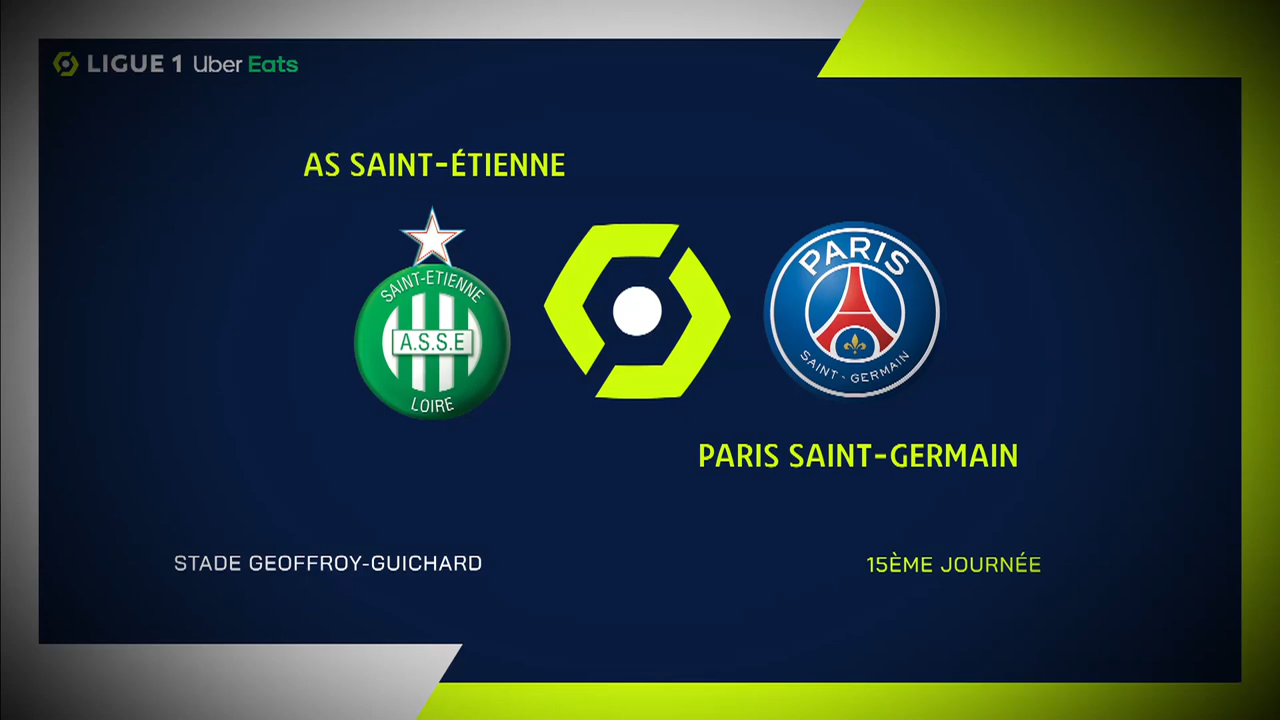 LIGUE 1 Uber Eats
AS SAINT-ÉTIENNE
SAINT-ETIENNE
A.S.S.E
LOIRE
PARIS
SAINT-GERMAIN
PARIS SAINT-GERMAIN
STADE GEOFFROY-GUICHARD
15ÈME JOURNÉE